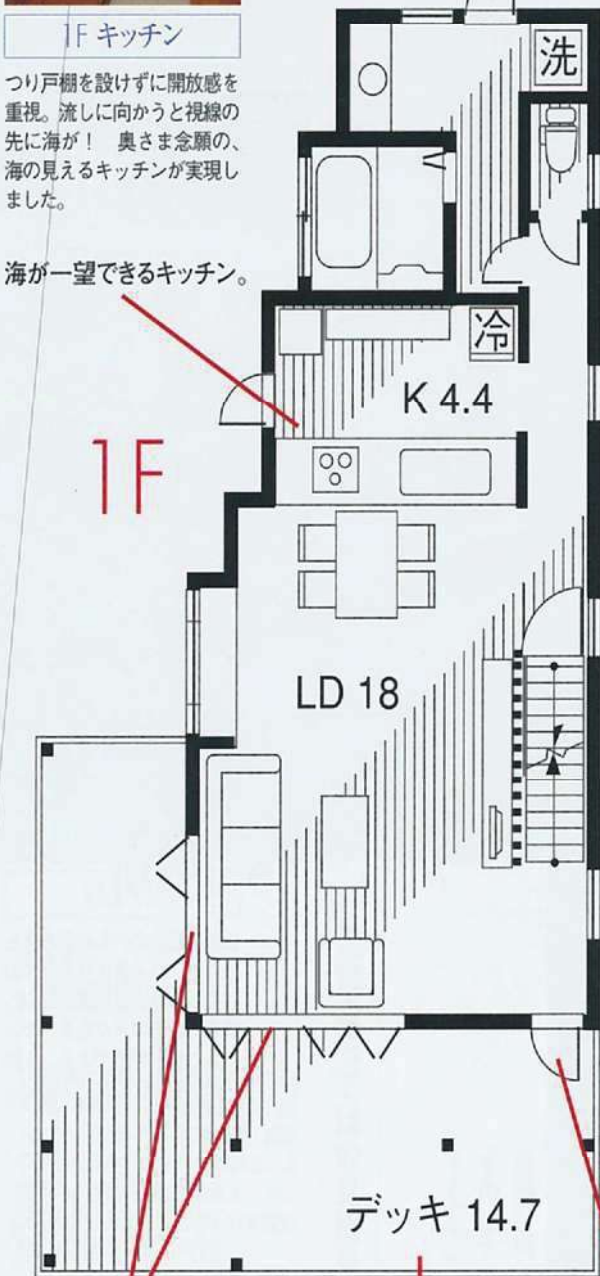 1F キッチン
つり戸棚を設けずに開放感を
重視。流しに向かうと視線の
先に海が！　奥さま念願の、
海の見えるキッチンが実現し
ました。
海が一望できるキッチン。
洗
冷
K 4.4
1F
LD 18
デッキ 14.7